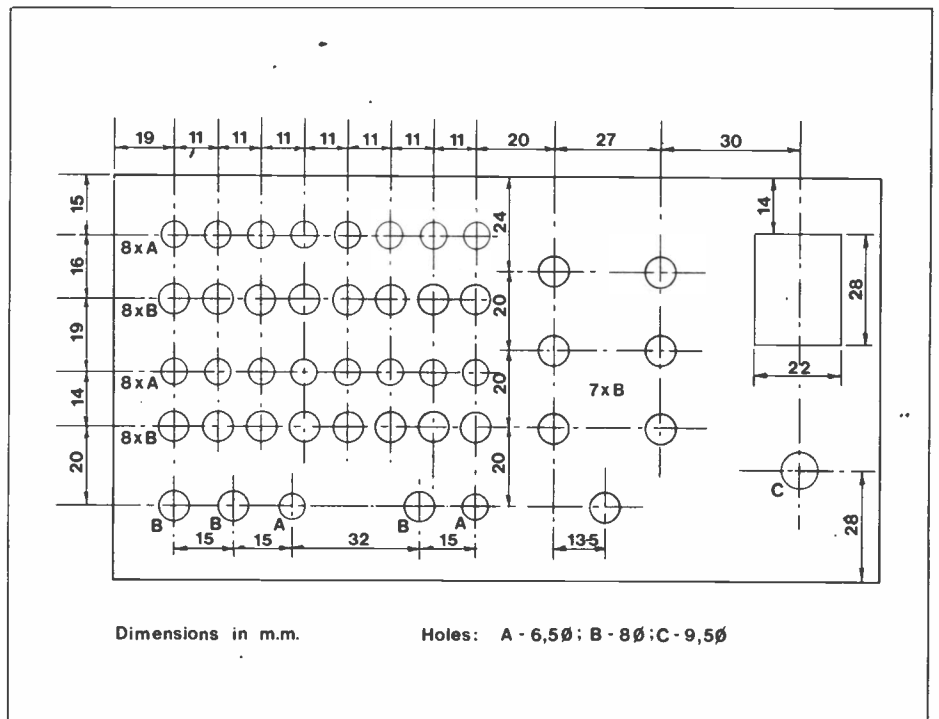 19 11 11 11 11 11 11 11 20 27 30
15 24 14
8xA
16
8xB 20 28
19
8xA 22
14 20 7xB
8xB
20 20
C
B B A B A
28
15 15 32 15 13·5
Dimensions in m.m. Holes: A - 6,5Ø ; B - 8Ø ; C - 9,5Ø